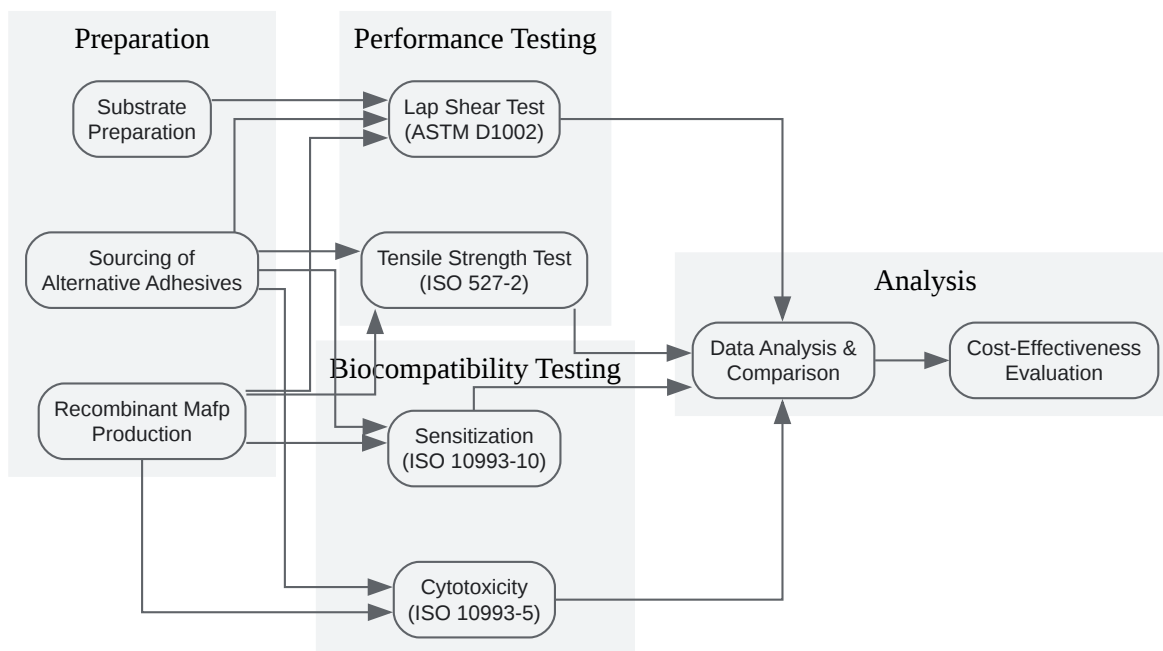 Preparation
Substrate
Preparation
Sourcing of
Alternative Adhesives
Recombinant Mafp
Production
Performance Testing
Lap Shear Test
(ASTM D1002)
Tensile Strength Test
(ISO 527-2)
Biocompatibility Testing
Sensitization
(ISO 10993-10)
Cytotoxicity
(ISO 10993-5)
Analysis
Data Analysis &
Comparison
Cost-Effectiveness
Evaluation